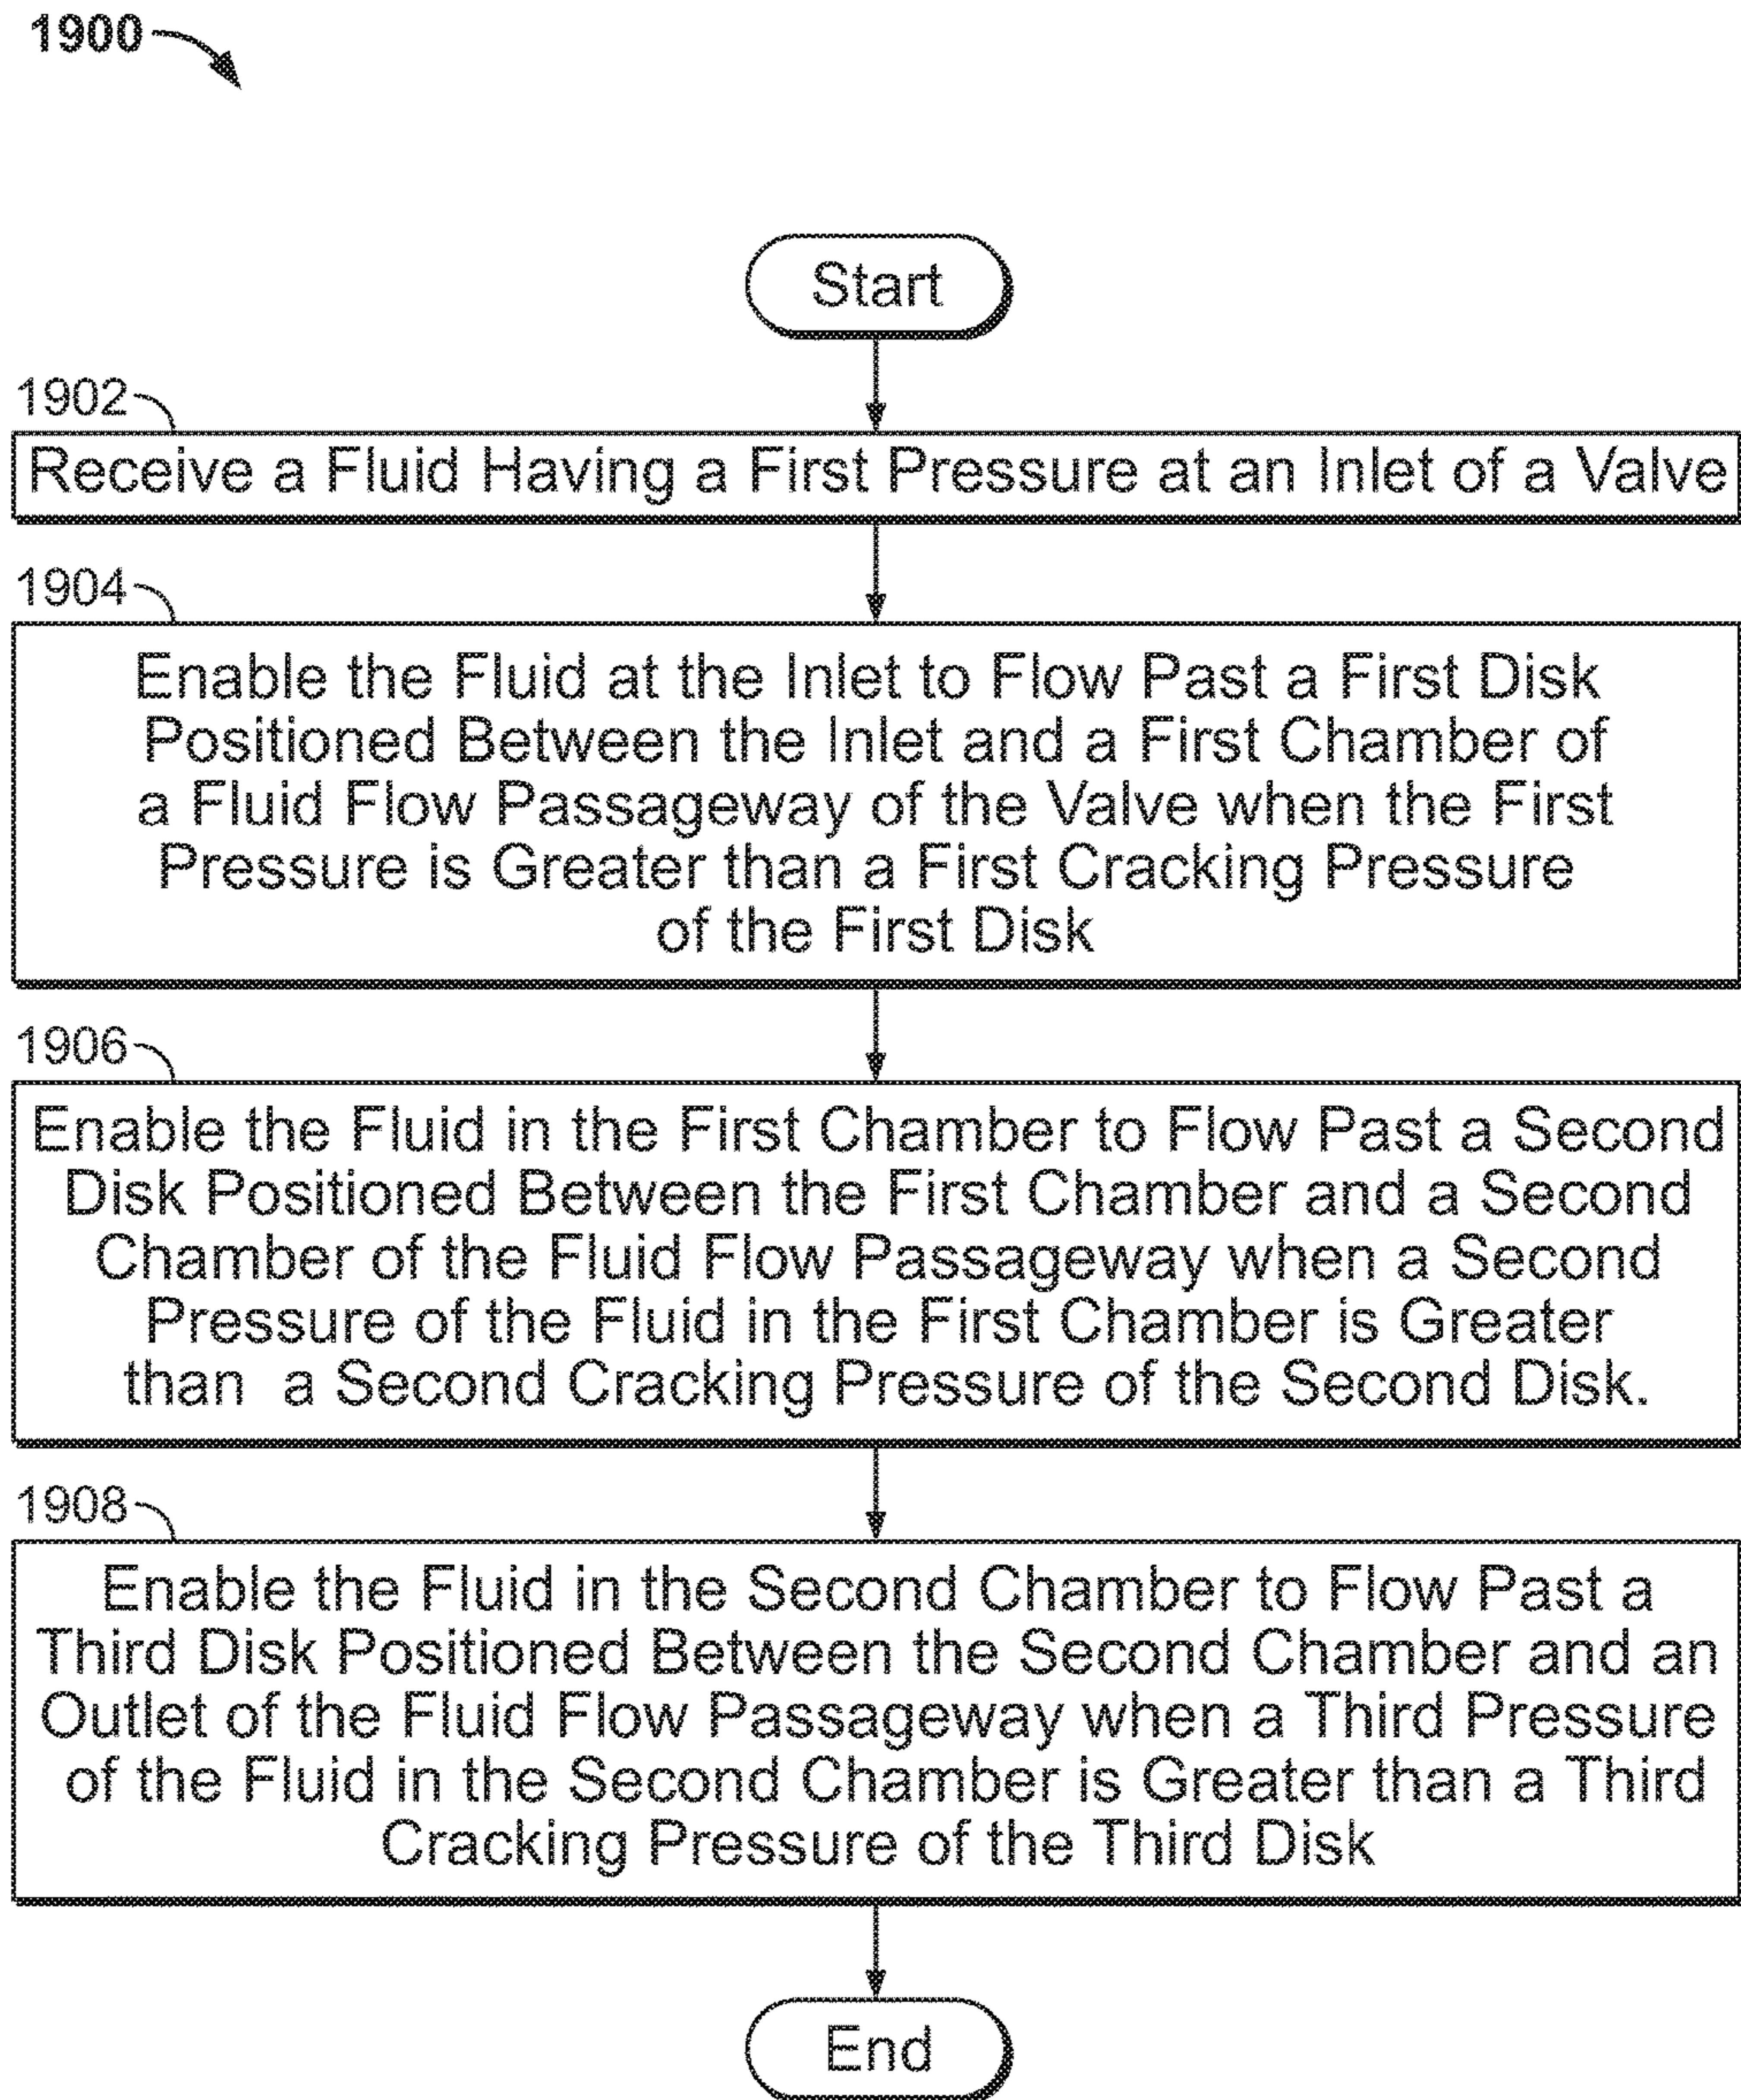 1900
Start
1902
Receive a Fluid Having a First Pressure at an Inlet of a Valve
1904
Enable the Fluid at the Inlet to Flow Past a First Disk
Positioned Between the Inlet and a First Chamber of
a Fluid Flow Passageway of the Valve when the First
Pressure is Greater than a First Cracking Pressure
of the First Disk
1906
Enable the Fluid in the First Chamber to Flow Past a Second
Disk Positioned Between the First Chamber and a Second
Chamber of the Fluid Flow Passageway when a Second
Pressure of the Fluid in the First Chamber is Greater
than a Second Cracking Pressure of the Second Disk.
1908
Enable the Fluid in the Second Chamber to Flow Past a
Third Disk Positioned Between the Second Chamber and an
Outlet of the Fluid Flow Passageway when a Third Pressure
of the Fluid in the Second Chamber is Greater than a Third
Cracking Pressure of the Third Disk
End